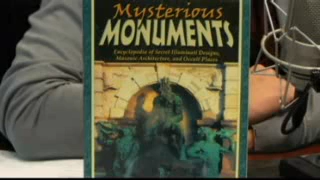 Mysterious
MONUMENTS
Encyclopedia of Secret Illuminati Designs,
Masonic Architecture, and Occult Places